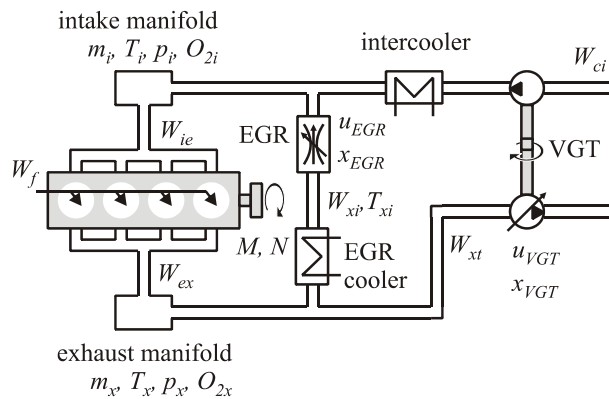 intake manifold
m_i, T_i, p_i, O_2i
intercooler
W_ci
W_ie
EGR
u_EGR
x_EGR
VGT
W_f
W_xi, T_xi
M, N
EGR
cooler
W_xt
u_VGT
x_VGT
W_ex
exhaust manifold
m_x, T_x, p_x, O_2x